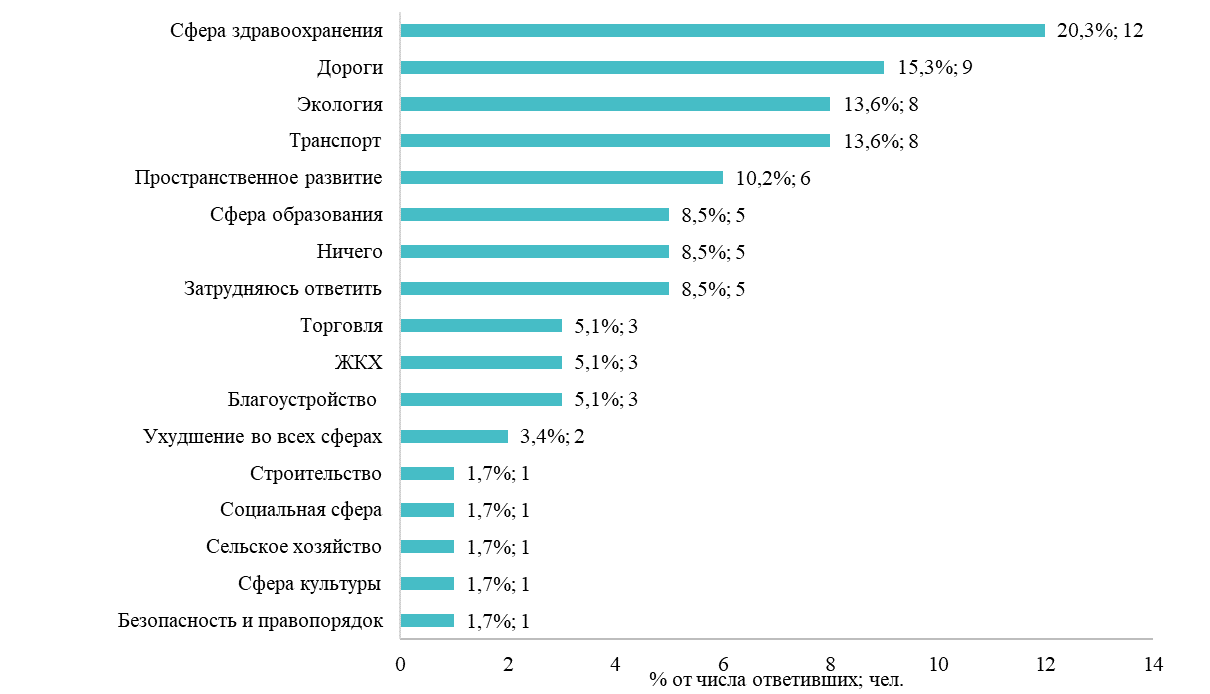 Сфера здравоохранения 20,3%; 12
Дороги 15,3%; 9
Экология 13,6%; 8
Транспорт 13,6%; 8
Пространственное развитие 10,2%; 6
Сфера образования 8,5%; 5
Ничего 8,5%; 5
Затрудняюсь ответить 8,5%; 5
Торговля 5,1%; 3
ЖКХ 5,1%; 3
Благоустройство 5,1%; 3
Ухудшение во всех сферах 3,4%; 2
Строительство 1,7%; 1
Социальная сфера 1,7%; 1
Сельское хозяйство 1,7%; 1
Сфера культуры 1,7%; 1
Безопасность и правопорядок 1,7%; 1
0 2 4 6 8 10 12 14
% от числа ответивших; чел.